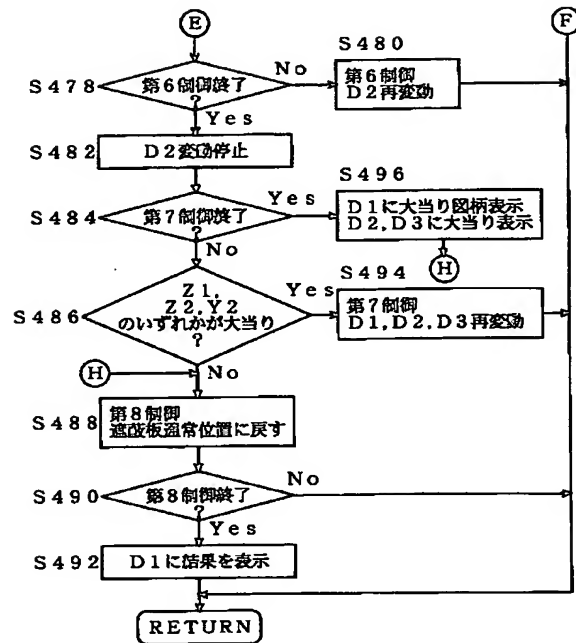 E
F
S480
S478
第6制御終了
?
No
第6制御
D2再変動
Yes
S482
D2変動停止
S496
S484
第7制御終了
?
Yes
D1に大当り図柄表示
D2,D3に大当り表示
No
H
S494
S486
Z1,
Z2,Y2
のいずれかが大当り
?
Yes
第7制御
D1,D2,D3再変動
H
No
S488
第8制御
遮蔽板通常位置に戻す
S490
第8制御終了
?
No
Yes
S492
D1に結果を表示
RETURN